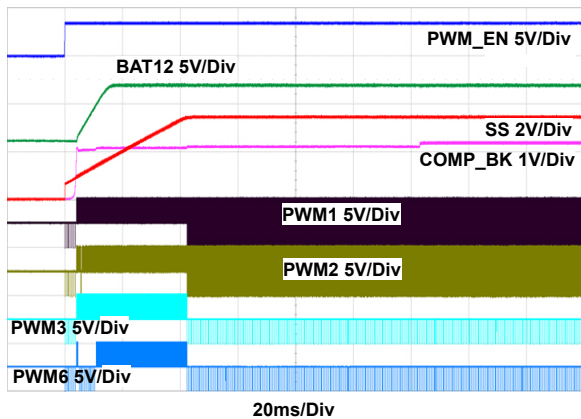 PWM_EN 5V/Div
BAT12 5V/Div
SS 2V/Div
COMP_BK 1V/Div
PWM1 5V/Div
PWM2 5V/Div
PWM3 5V/Div
PWM6 5V/Div
20ms/Div